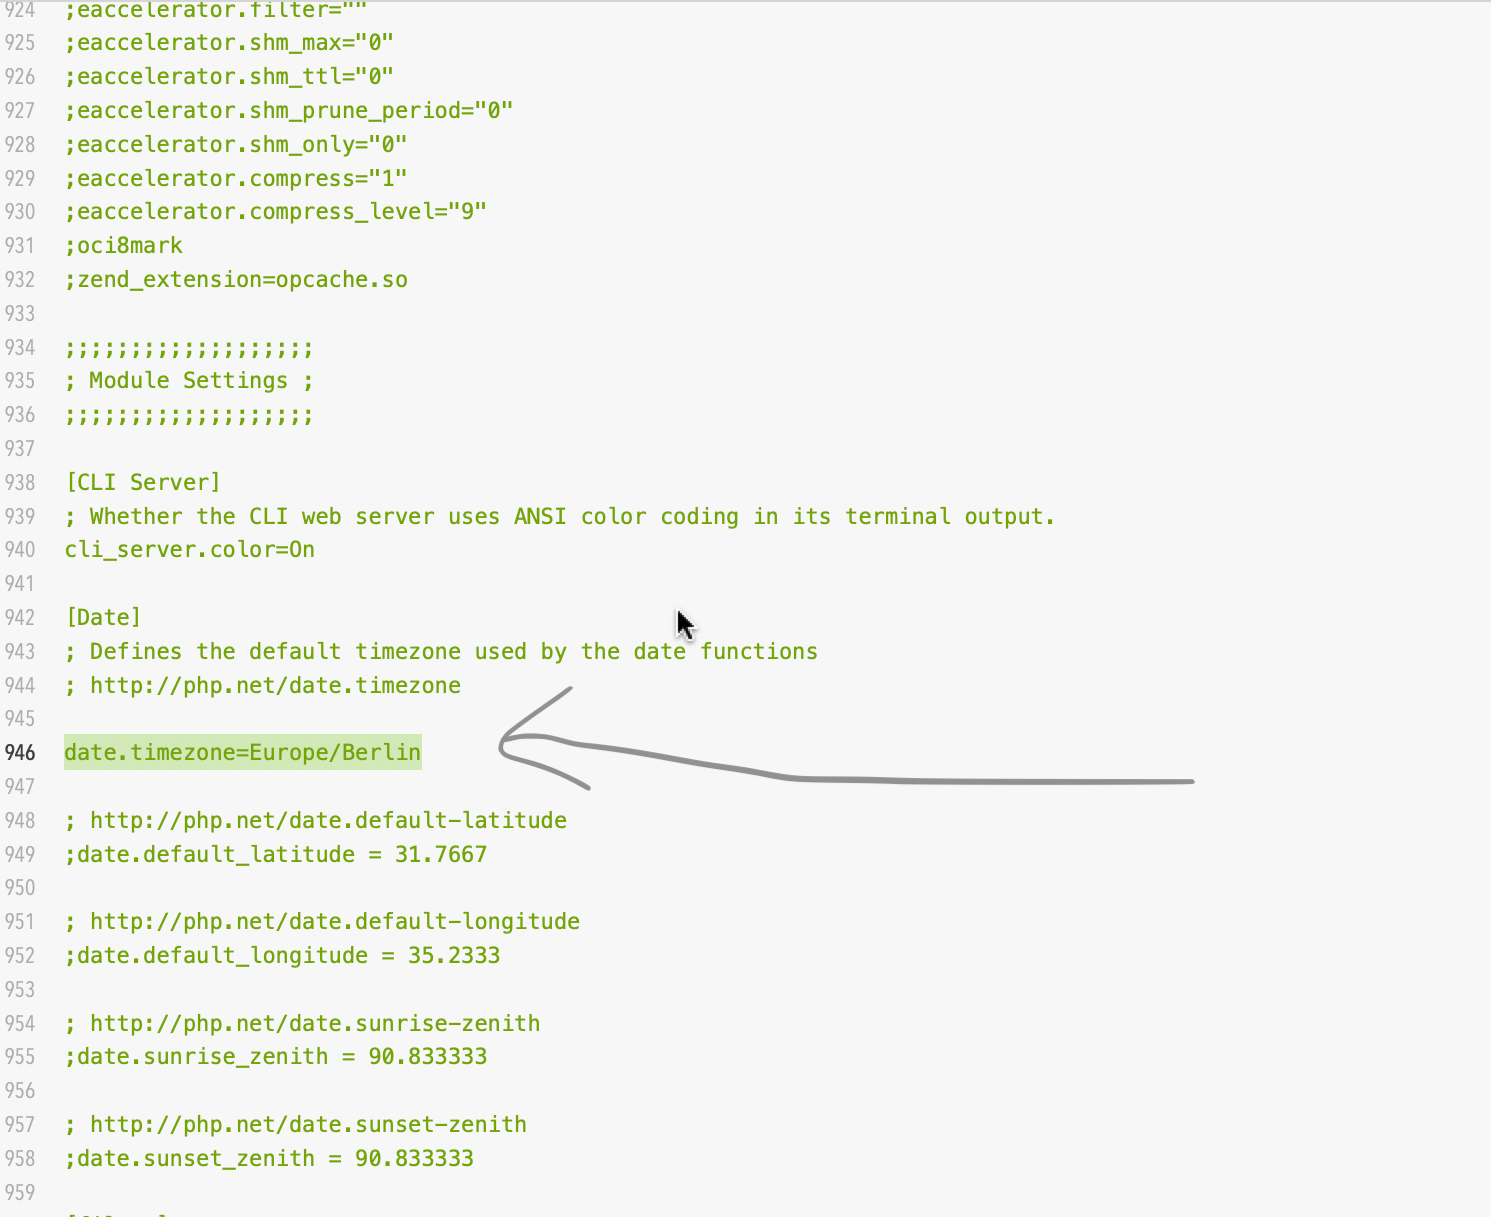 924 ;eaccelerator.filter=""
925 ;eaccelerator.shm_max="0"
926 ;eaccelerator.shm_ttl="0"
927 ;eaccelerator.shm_prune_period="0"
928 ;eaccelerator.shm_only="0"
929 ;eaccelerator.compress="1"
930 ;eaccelerator.compress_level="9"
931 ;oci8mark
932 ;zend_extension=opcache.so
933
934 ;;;;;;;;;;;;;;;;;;;
935 ; Module Settings ;
936 ;;;;;;;;;;;;;;;;;;;
937
938 [CLI Server]
939 ; Whether the CLI web server uses ANSI color coding in its terminal output.
940 cli_server.color=On
941
942 [Date]
943 ; Defines the default timezone used by the date functions
944 ; http://php.net/date.timezone
945
946 date.timezone=Europe/Berlin
947
948 ; http://php.net/date.default-latitude
949 ;date.default_latitude = 31.7667
950
951 ; http://php.net/date.default-longitude
952 ;date.default_longitude = 35.2333
953
954 ; http://php.net/date.sunrise-zenith
955 ;date.sunrise_zenith = 90.833333
956
957 ; http://php.net/date.sunset-zenith
958 ;date.sunset_zenith = 90.833333
959